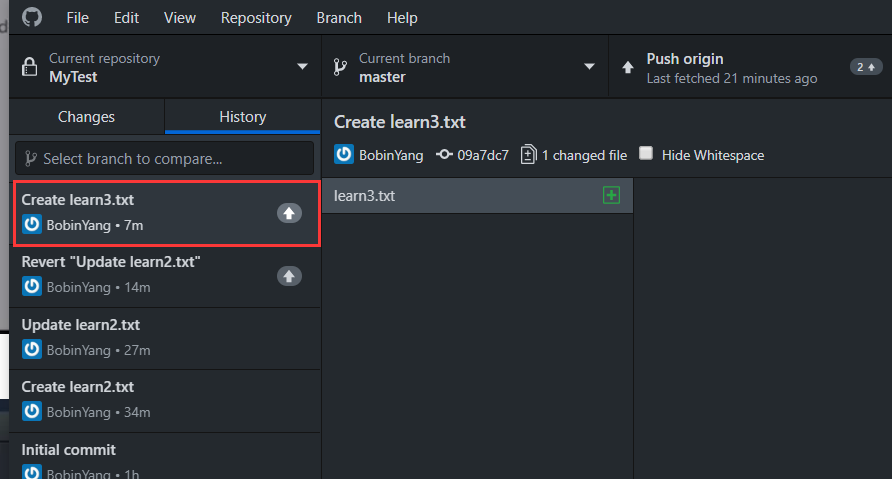 File Edit View Repository Branch Help
Current repository
MyTest
Current branch
master
Push origin
Last fetched 21 minutes ago
2
Changes History
Select branch to compare...
Create learn3.txt
BobinYang • 7m
Revert "Update learn2.txt"
BobinYang • 14m
Update learn2.txt
BobinYang • 27m
Create learn2.txt
BobinYang • 34m
Initial commit
BobinYang • 1h
Create learn3.txt
BobinYang 09a7dc7 1 changed file Hide Whitespace
learn3.txt